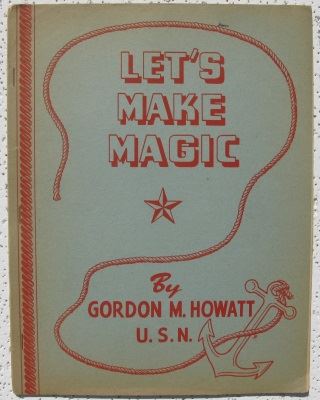 LET'S
MAKE
MAGIC
By
GORDON M. HOWATT
U.S.N.